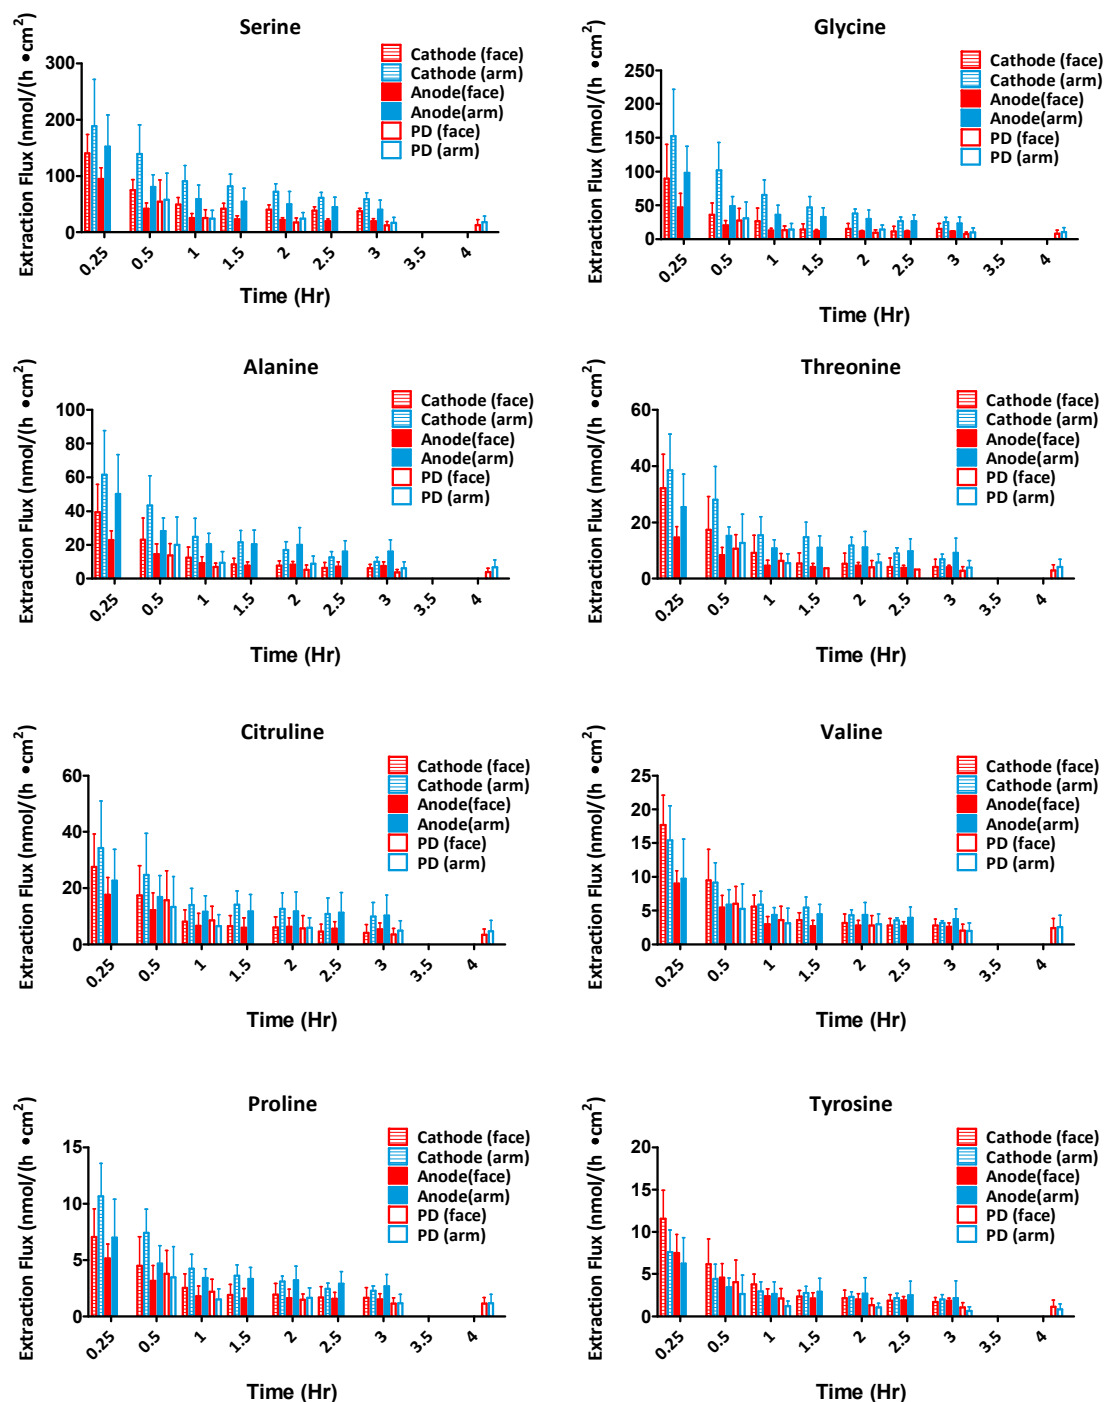 Serine
Extraction Flux (nmol/(h •cm²)
300
200
100
0
Cathode (face)
Cathode (arm)
Anode(face)
Anode(arm)
PD (face)
PD (arm)
0.25 0.5 1 1.5 2 2.5 3 3.5 4
Time (Hr)
Glycine
Extraction Flux (nmol/(h •cm²)
250
200
150
100
50
0
Cathode (face)
Cathode (arm)
Anode(face)
Anode(arm)
PD (face)
PD (arm)
0.25 0.5 1 1.5 2 2.5 3 3.5 4
Time (Hr)
Alanine
Extraction Flux (nmol/(h •cm²)
100
80
60
40
20
0
Cathode (face)
Cathode (arm)
Anode(face)
Anode(arm)
PD (face)
PD (arm)
0.25 0.5 1 1.5 2 2.5 3 3.5 4
Time (Hr)
Threonine
Extraction Flux (nmol/(h •cm²)
60
40
20
0
Cathode (face)
Cathode (arm)
Anode(face)
Anode(arm)
PD (face)
PD (arm)
0.25 0.5 1 1.5 2 2.5 3 3.5 4
Time (Hr)
Citruline
Extraction Flux (nmol/(h •cm²)
60
40
20
0
Cathode (face)
Cathode (arm)
Anode(face)
Anode(arm)
PD (face)
PD (arm)
0.25 0.5 1 1.5 2 2.5 3 3.5 4
Time (Hr)
Valine
Extraction Flux (nmol/(h •cm²)
25
20
15
10
5
0
Cathode (face)
Cathode (arm)
Anode(face)
Anode(arm)
PD (face)
PD (arm)
0.25 0.5 1 1.5 2 2.5 3 3.5 4
Time (Hr)
Proline
Extraction Flux (nmol/(h •cm²)
15
10
5
0
Cathode (face)
Cathode (arm)
Anode(face)
Anode(arm)
PD (face)
PD (arm)
0.25 0.5 1 1.5 2 2.5 3 3.5 4
Time (Hr)
Tyrosine
Extraction Flux (nmol/(h •cm²)
20
15
10
5
0
Cathode (face)
Cathode (arm)
Anode(face)
Anode(arm)
PD (face)
PD (arm)
0.25 0.5 1 1.5 2 2.5 3 3.5 4
Time (Hr)